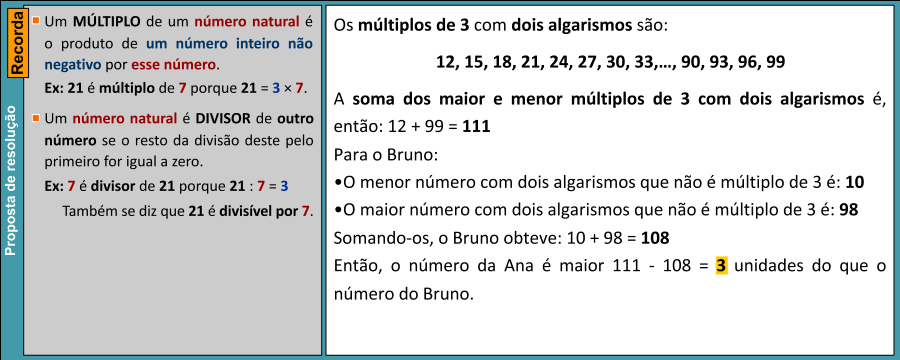 Proposta de resolução
Recorda
Um MÚLTIPLO de um número natural é
o produto de um número inteiro não
negativo por esse número.
Ex: 21 é múltiplo de 7 porque 21 = 3 × 7.
Um número natural é DIVISOR de outro
número se o resto da divisão deste pelo
primeiro for igual a zero.
Ex: 7 é divisor de 21 porque 21 : 7 = 3
Também se diz que 21 é divisível por 7.
Os múltiplos de 3 com dois algarismos são:
12, 15, 18, 21, 24, 27, 30, 33,..., 90, 93, 96, 99
A soma dos maior e menor múltiplos de 3 com dois algarismos é,
então: 12 + 99 = 111
Para o Bruno:
•O menor número com dois algarismos que não é múltiplo de 3 é: 10
•O maior número com dois algarismos que não é múltiplo de 3 é: 98
Somando-os, o Bruno obteve: 10 + 98 = 108
Então, o número da Ana é maior 111 - 108 = 3 unidades do que o
número do Bruno.